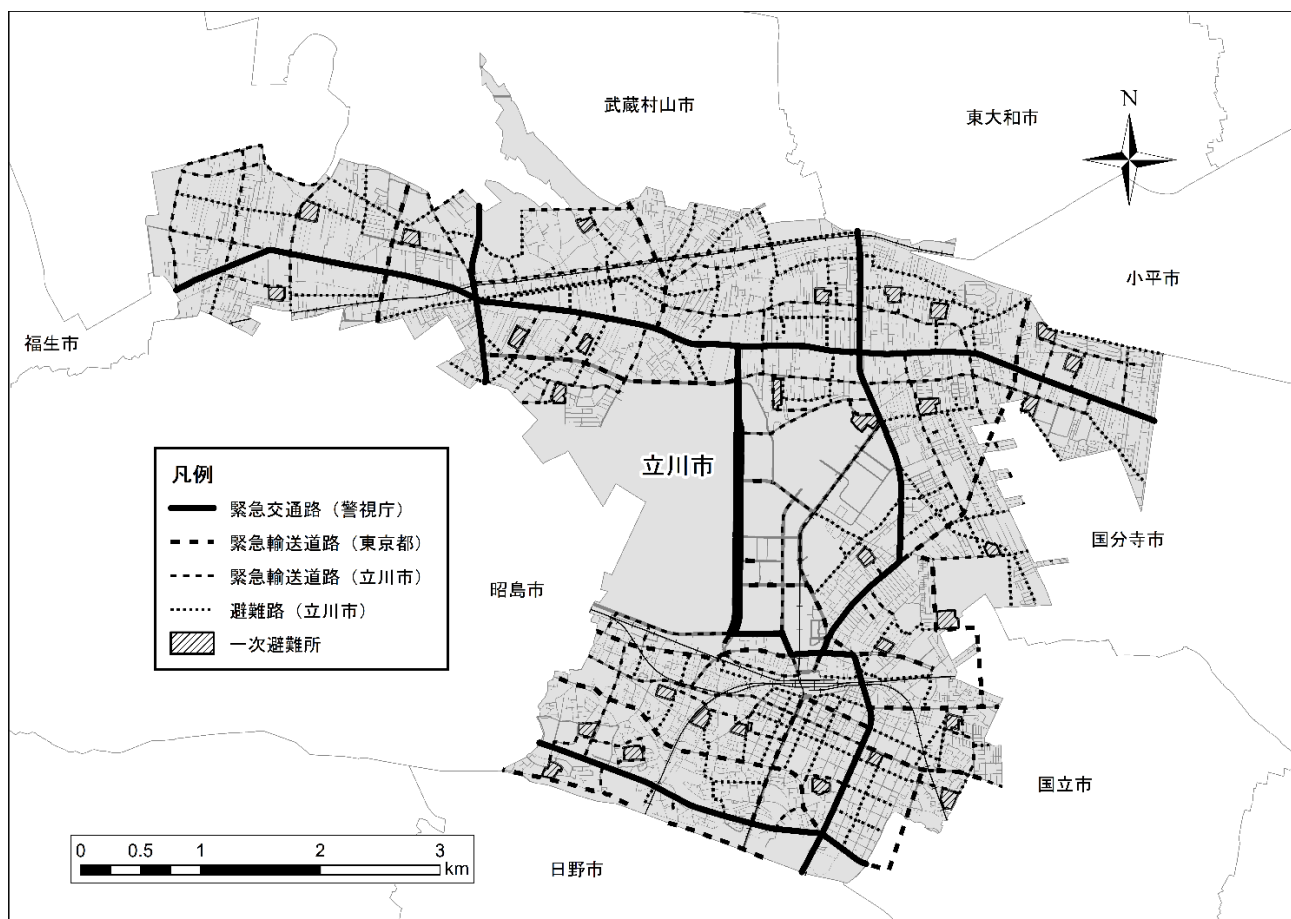 武蔵村山市
東大和市
N
小平市
福生市
立川市
凡例
緊急交通路（警視庁）
緊急輸送道路（東京都）
緊急輸送道路（立川市）
避難路（立川市）
一次避難所
国分寺市
昭島市
国立市
日野市
0 0.5 1 2 3
km